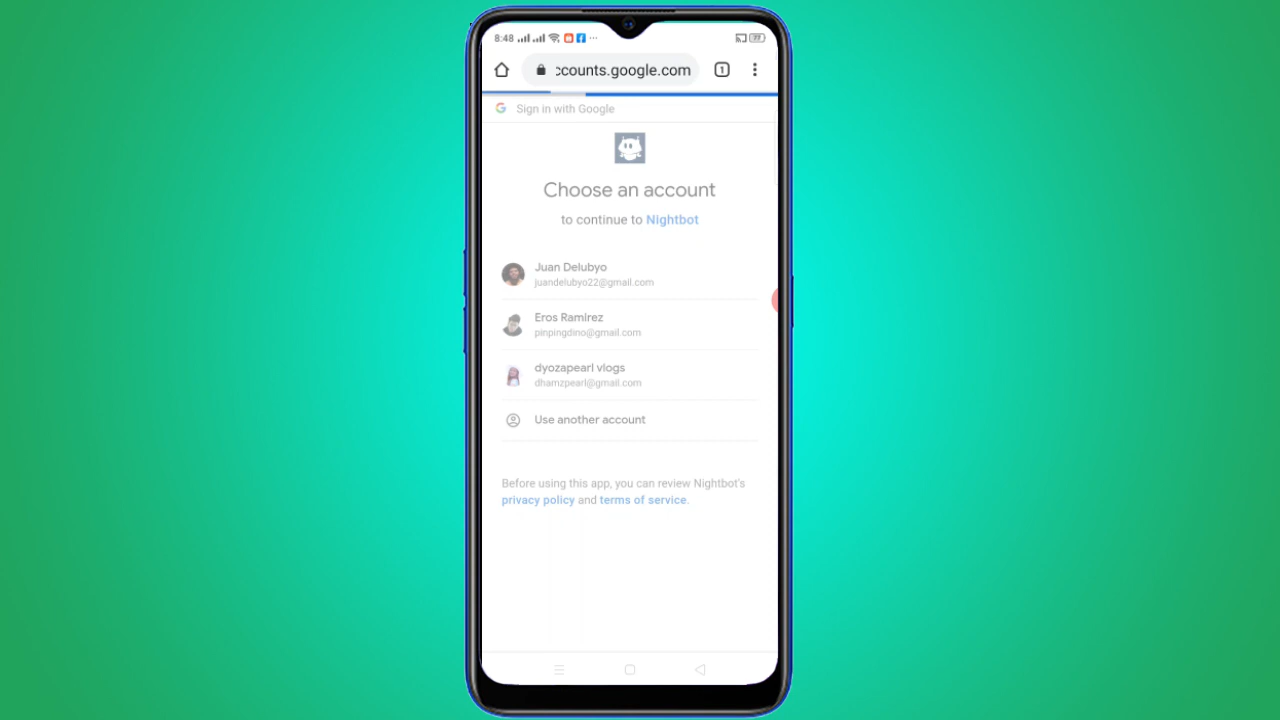 8:48
77
ccounts.google.com
1
Sign in with Google
Choose an account
to continue to Nightbot
Juan Delubyo
juandelubyo22@gmail.com
Eros Ramirez
pinpingdino@gmail.com
dyozapearl vlogs
dhamzpearl@gmail.com
Use another account
Before using this app, you can review Nightbot's
privacy policy and terms of service.